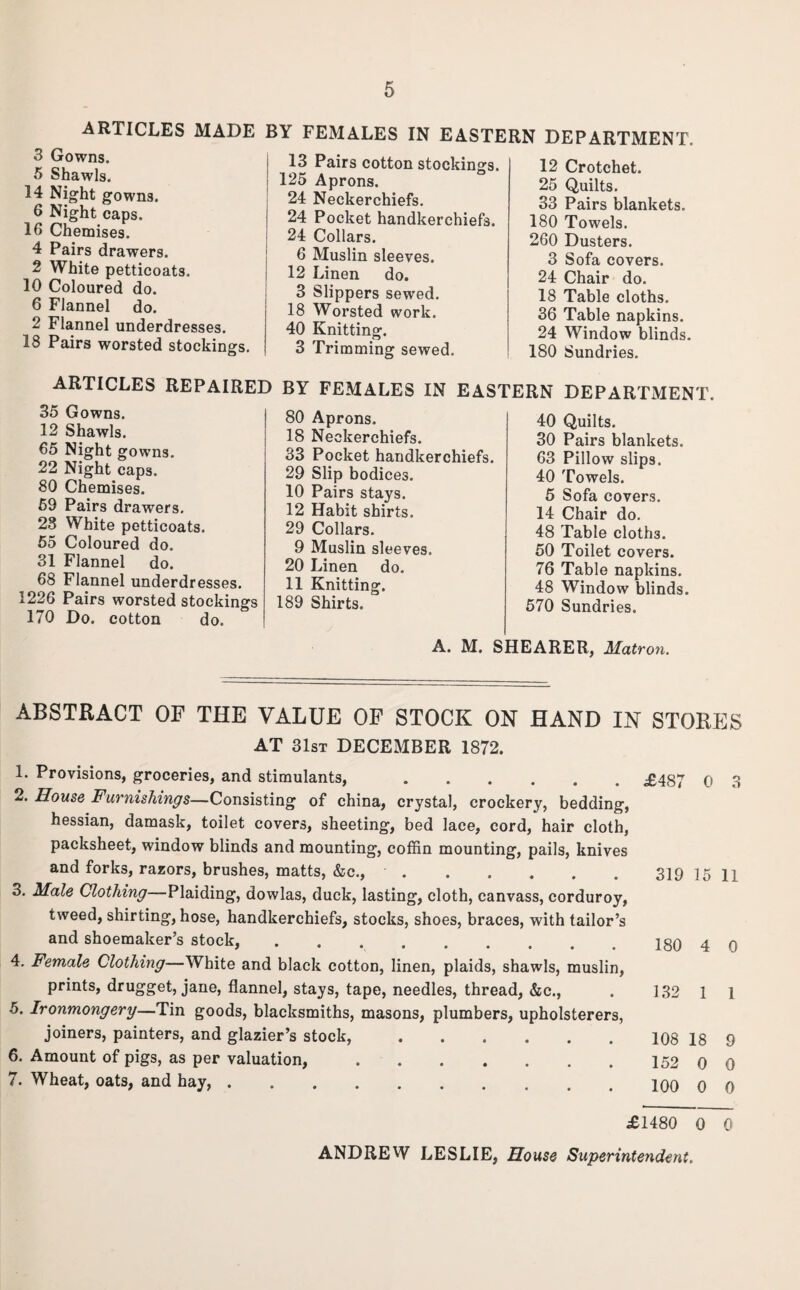 5
ARTICLES MADE BY FEMALES IN EASTERN DEPARTMENT.
3 Gowns.
5 Shawls.
14 Night gowns.
6 Night caps.
16 Chemises.
4 Pairs drawers.
2 White petticoats.
10 Coloured do.
6 Flannel do.
2 Flannel underdresses.
18 Pairs worsted stockings.
13 Pairs cotton stockings.
125 Aprons.
24 Neckerchiefs.
24 Pocket handkerchiefs.
24 Collars.
6 Muslin sleeves.
12 Linen do.
3 Slippers sewed.
18 Worsted work.
40 Knitting.
3 Trimming sewed.
12 Crotchet.
25 Quilts.
33 Pairs blankets.
180 Towels.
260 Dusters.
3 Sofa covers.
24 Chair do.
18 Table cloths.
36 Table napkins.
24 Window blinds.
180 Sundries.
ARTICLES REPAIRED BY FEMALES IN EASTERN DEPARTMENT.
35 Gowns.
12 Shawls.
65 Night gowns.
22 Night caps.
80 Chemises.
59 Pairs drawers.
23 White petticoats.
55 Coloured do.
31 Flannel do.
68 Flannel underdresses.
1226 Pairs worsted stockings
170 Do. cotton do.
80 Aprons.
18 Neckerchiefs.
33 Pocket handkerchiefs.
29 Slip bodices.
10 Pairs stays.
12 Habit shirts.
29 Collars.
9 Muslin sleeves.
20 Linen do.
11 Knitting.
189 Shirts.
40 Quilts.
30 Pairs blankets.
63 Pillow slips.
40 Towels.
5 Sofa covers.
14 Chair do.
48 Table cloths.
50 Toilet covers.
76 Table napkins.
48 Window blinds.
570 Sundries.
A. M. SHEARER, Matron.
ABSTRACT OF THE VALUE OF STOCK ON HAND IN STORES
AT 31ST DECEMBER 1872.
1. Provisions, groceries, and stimulants, . . . . . . £487 0 3
2. House Furnishings—Consisting of china, crystal, crockery, bedding,
hessian, damask, toilet covers, sheeting, bed lace, cord, hair cloth,
packsheet, window blinds and mounting, coffin mounting, pails, knives
and forks, razors, brushes, matts, &c., . . . . . . 319 15 11
3. Male Clothing—Plaiding, dowlas, duck, lasting, cloth, canvass, corduroy,
tweed, shirting, hose, handkerchiefs, stocks, shoes, braces, with tailor's
and shoemaker's stock, . . . . . . . . . 180 4 0
4. Female Clothing—White and black cotton, linen, plaids, shawls, muslin,
prints, drugget, jane, flannel, stays, tape, needles, thread, &c., . 132 1 1
5. Ironmongery—Tin goods, blacksmiths, masons, plumbers, upholsterers,
joiners, painters, and glazier's stock, . . . . . . 108 18 9
6. Amount of pigs, as per valuation, . . . . . . . 152 0 0
7. Wheat, oats, and hay, . . . . . . . . . . 100 0 0
£1480 0 0
ANDREW LESLIE, House Superintendent.